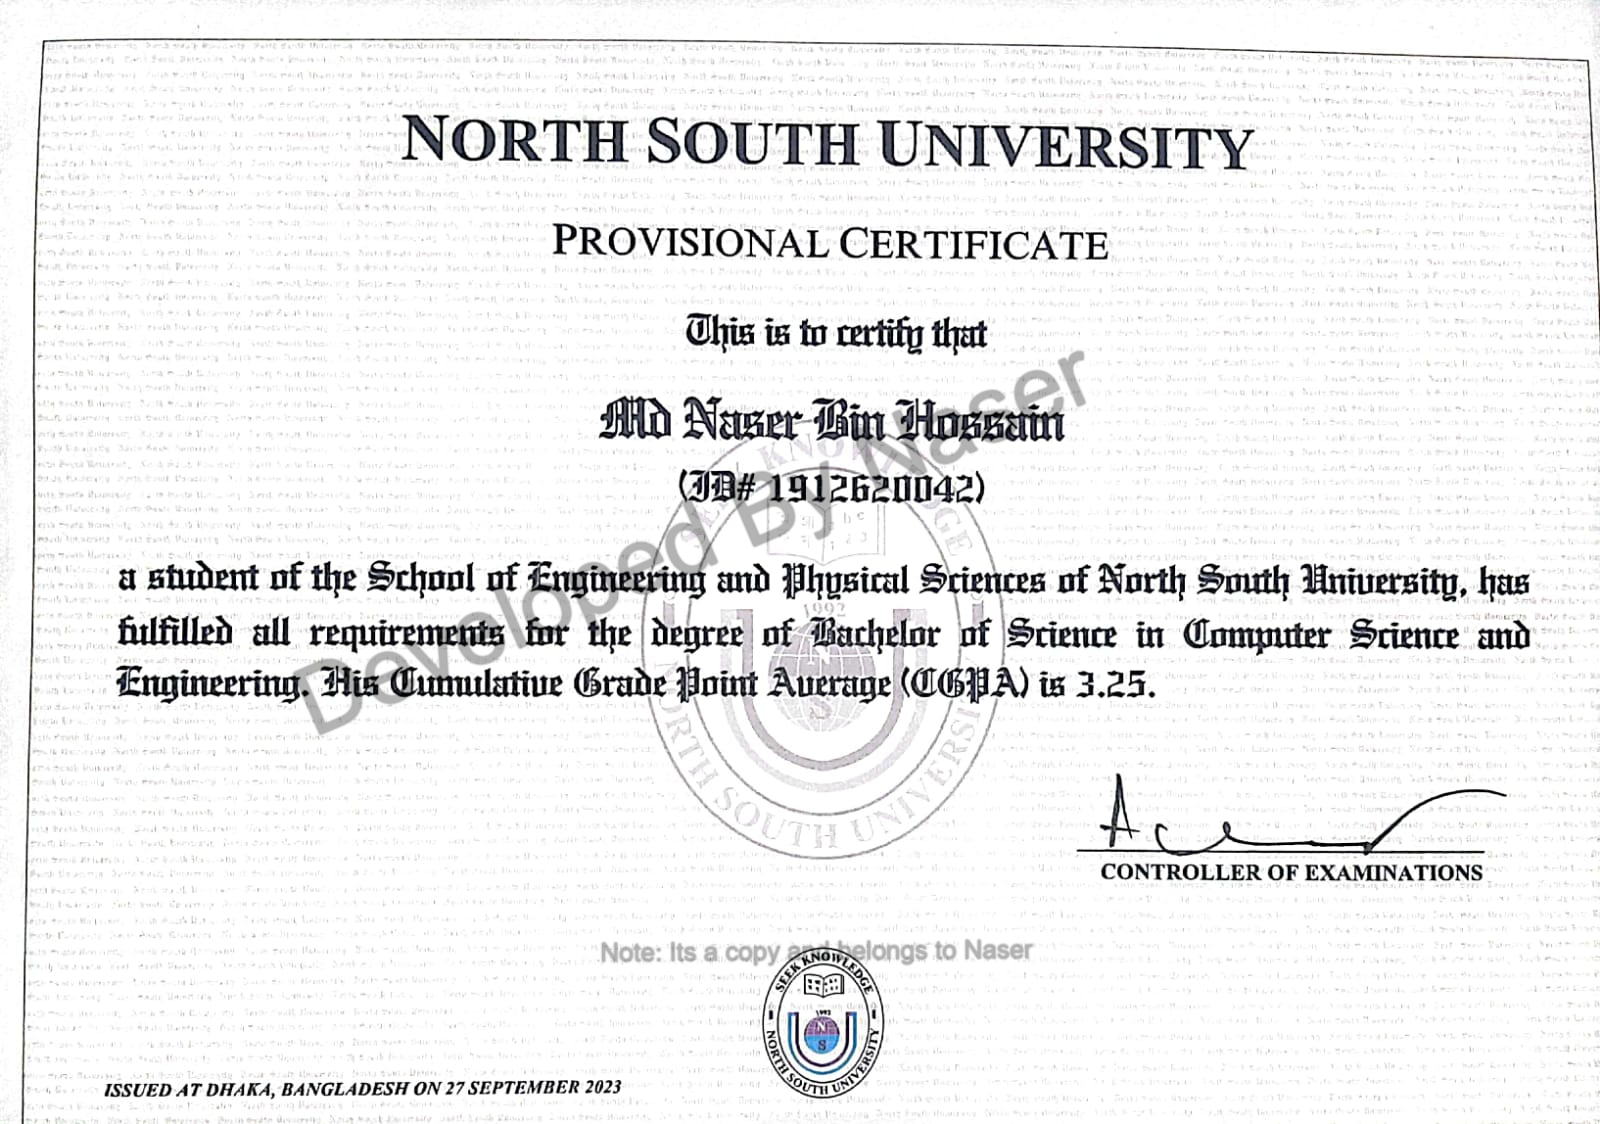 NORTH SOUTH UNIVERSITY
PROVISIONAL CERTIFICATE
This is to certify that
Md Naser Bin Hossain
(ID# 1912620042)
a student of the School of Engineering and Physical Sciences of North South University, has
fulfilled all requirements for the degree of Bachelor of Science in Computer Science and
Engineering. His Cumulative Grade Point Average (CGPA) is 3.25.
Developed By Naser
SEEK KNOWLEDGE
1992
N S
NORTH SOUTH UNIVERSITY
CONTROLLER OF EXAMINATIONS
Note: Its a copy and belongs to Naser
SEEK KNOWLEDGE
1992
N S
NORTH SOUTH UNIVERSITY
ISSUED AT DHAKA, BANGLADESH ON 27 SEPTEMBER 2023